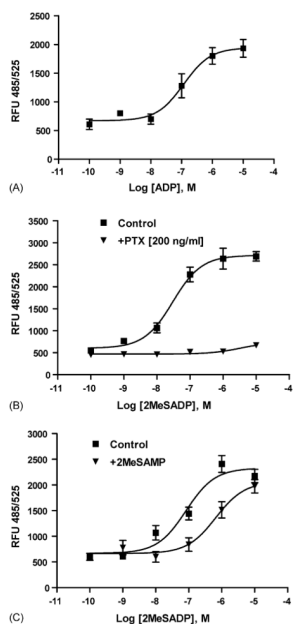 2500
2000
1500
1000
500
0
RFU 485/525
-11 -10 -9 -8 -7 -6 -5 -4
Log [ADP], M
(A)
3500
3000
2500
2000
1500
1000
500
0
RFU 485/525
Control
+PTX [200 ng/ml]
-11 -10 -9 -8 -7 -6 -5 -4
Log [2MeSADP], M
(B)
3000
2500
2000
1500
1000
500
0
RFU 485/525
Control
+2MeSAMP
-11 -10 -9 -8 -7 -6 -5 -4
Log [2MeSADP], M
(C)